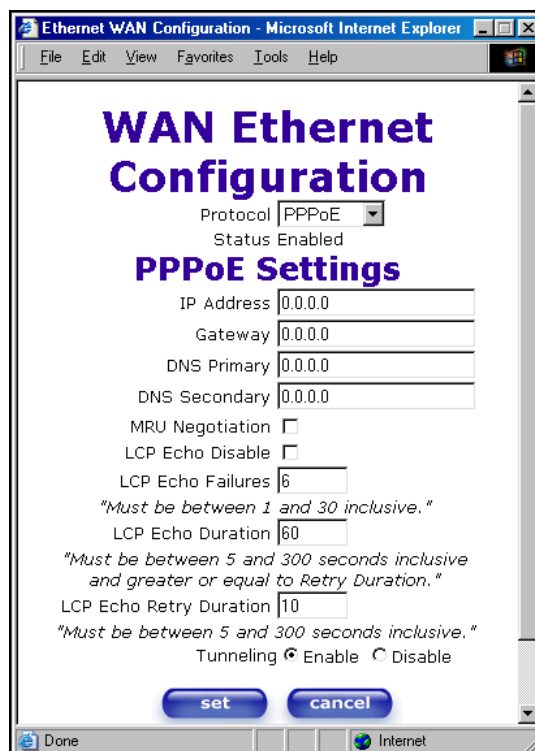 Ethernet WAN Configuration - Microsoft Internet Explorer
File Edit View Favorites Tools Help
WAN Ethernet
Configuration
Protocol PPPoE
Status Enabled
PPPoE Settings
IP Address 0.0.0.0
Gateway 0.0.0.0
DNS Primary 0.0.0.0
DNS Secondary 0.0.0.0
MRU Negotiation
LCP Echo Disable
LCP Echo Failures 6
"Must be between 1 and 30 inclusive."
LCP Echo Duration 60
"Must be between 5 and 300 seconds inclusive
and greater or equal to Retry Duration."
LCP Echo Retry Duration 10
"Must be between 5 and 300 seconds inclusive."
Tunneling Enable Disable
set cancel
Done Internet